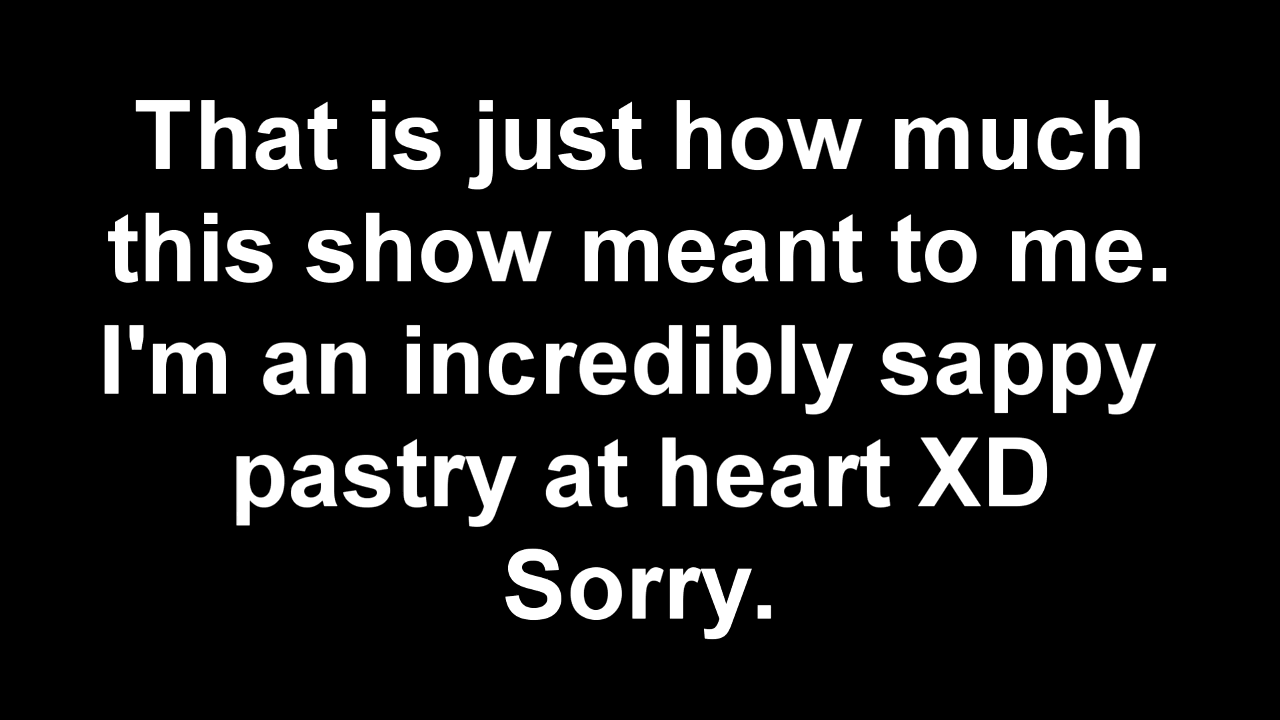 That is just how much
this show meant to me.
I'm an incredibly sappy
pastry at heart XD
Sorry.